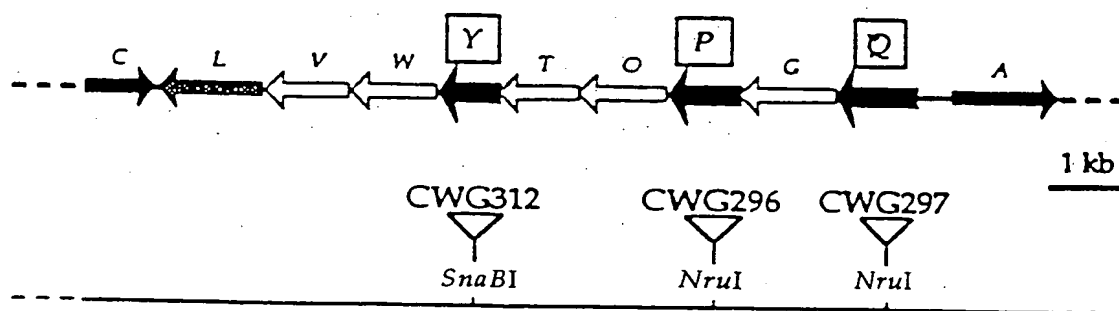 C L V W Y T O P G Q A
1 kb
CWG312 CWG296 CWG297
SnaBI NruI NruI